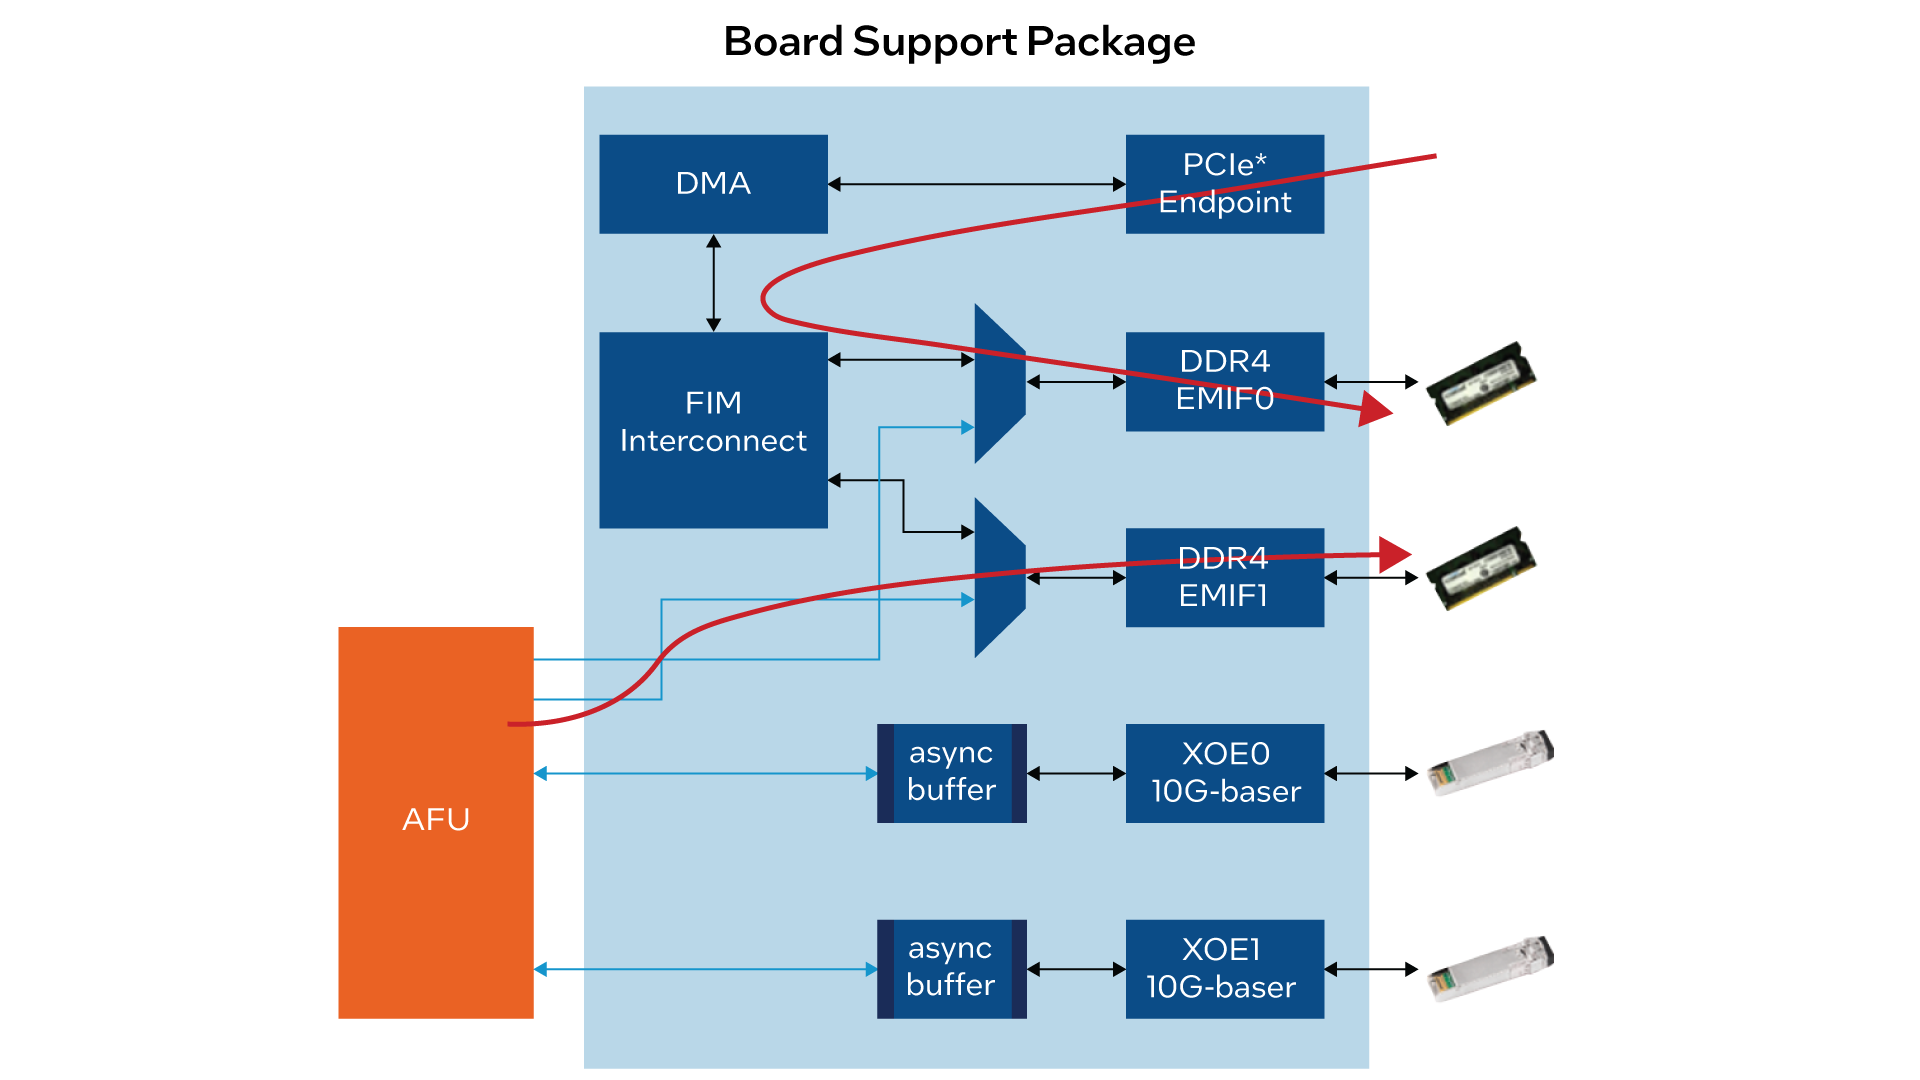 Board Support Package
DMA
PCIe*
Endpoint
FIM
Interconnect
DDR4
EMIF0
DDR4
EMIF1
AFU
async
buffer
XOE0
10G-baser
async
buffer
XOE1
10G-baser